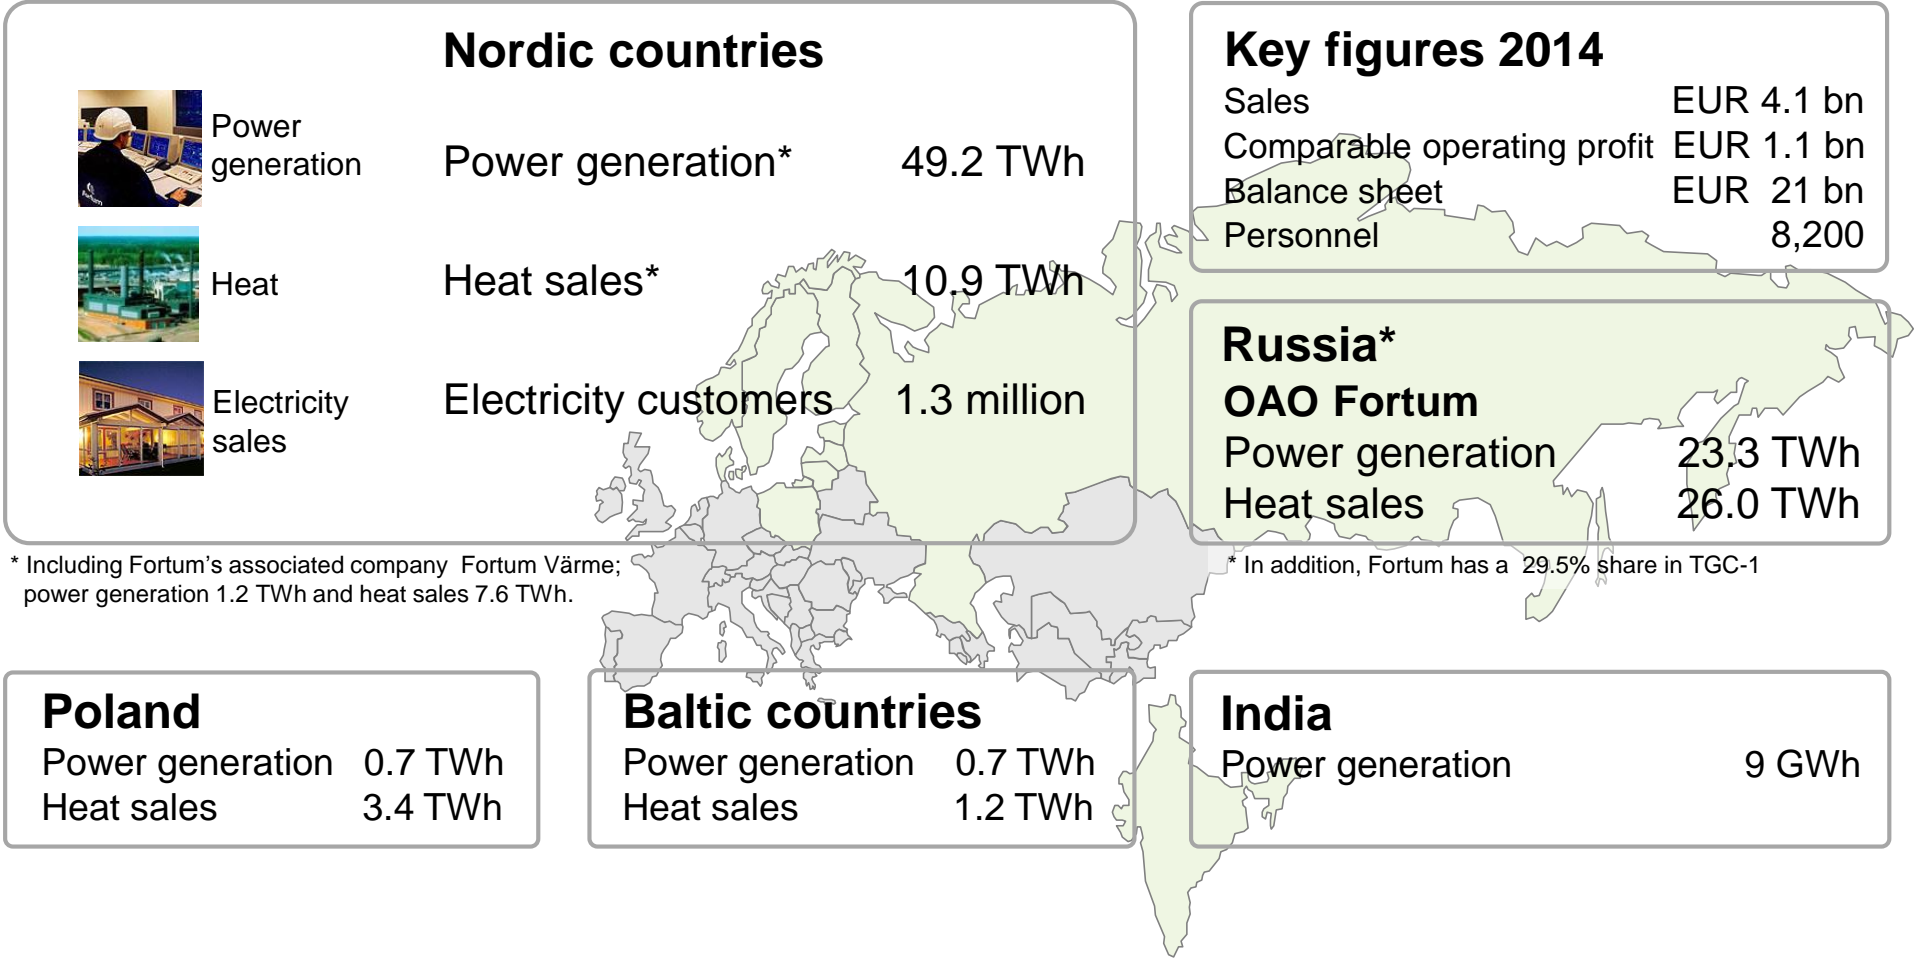 Nordic countries
Power
generation
Power generation* 49.2 TWh
Heat
Heat sales* 10.9 TWh
Electricity
sales
Electricity customers 1.3 million
* Including Fortum's associated company Fortum Värme;
power generation 1.2 TWh and heat sales 7.6 TWh.
Key figures 2014
Sales EUR 4.1 bn
Comparable operating profit EUR 1.1 bn
Balance sheet EUR 21 bn
Personnel 8,200
Russia*
OAO Fortum
Power generation 23.3 TWh
Heat sales 26.0 TWh
* In addition, Fortum has a 29.5% share in TGC-1
Poland
Power generation 0.7 TWh
Heat sales 3.4 TWh
Baltic countries
Power generation 0.7 TWh
Heat sales 1.2 TWh
India
Power generation 9 GWh